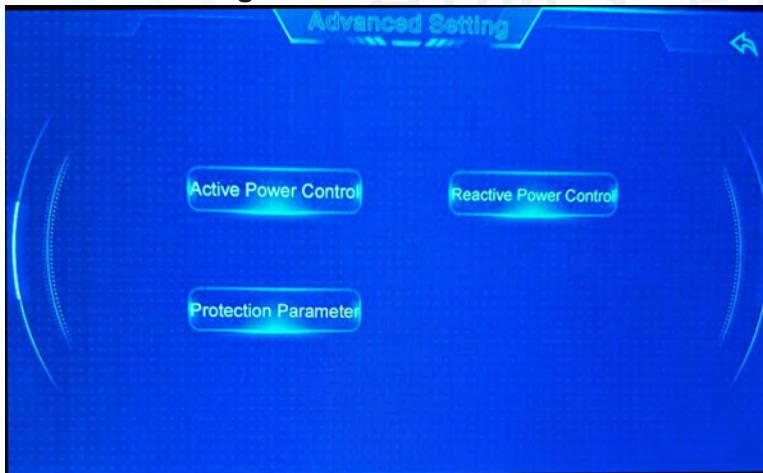 Advanced Setting
Active Power Control
Reactive Power Control
Protection Parameter